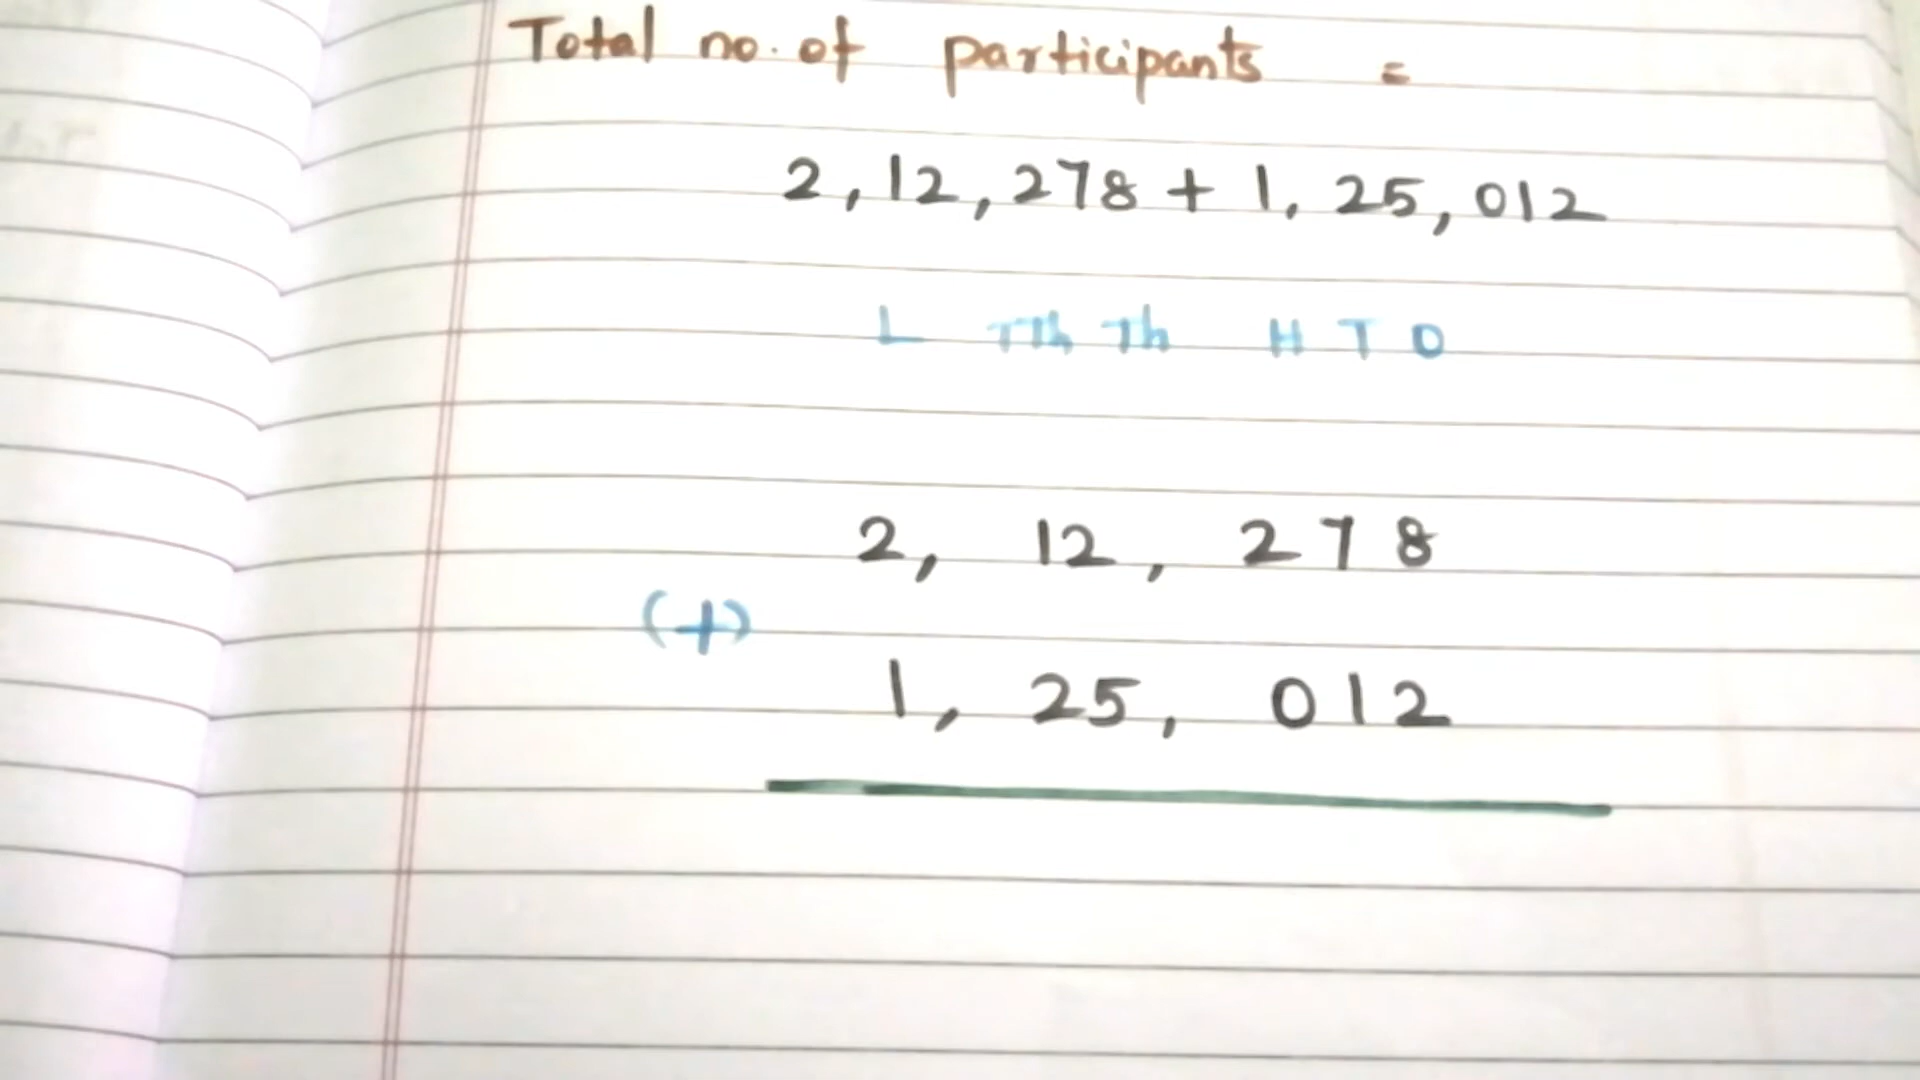 Total no. of participants =
2,12,278 + 1,25,012
L TTh Th H T O
2, 12, 278
(+)
1, 25, 012